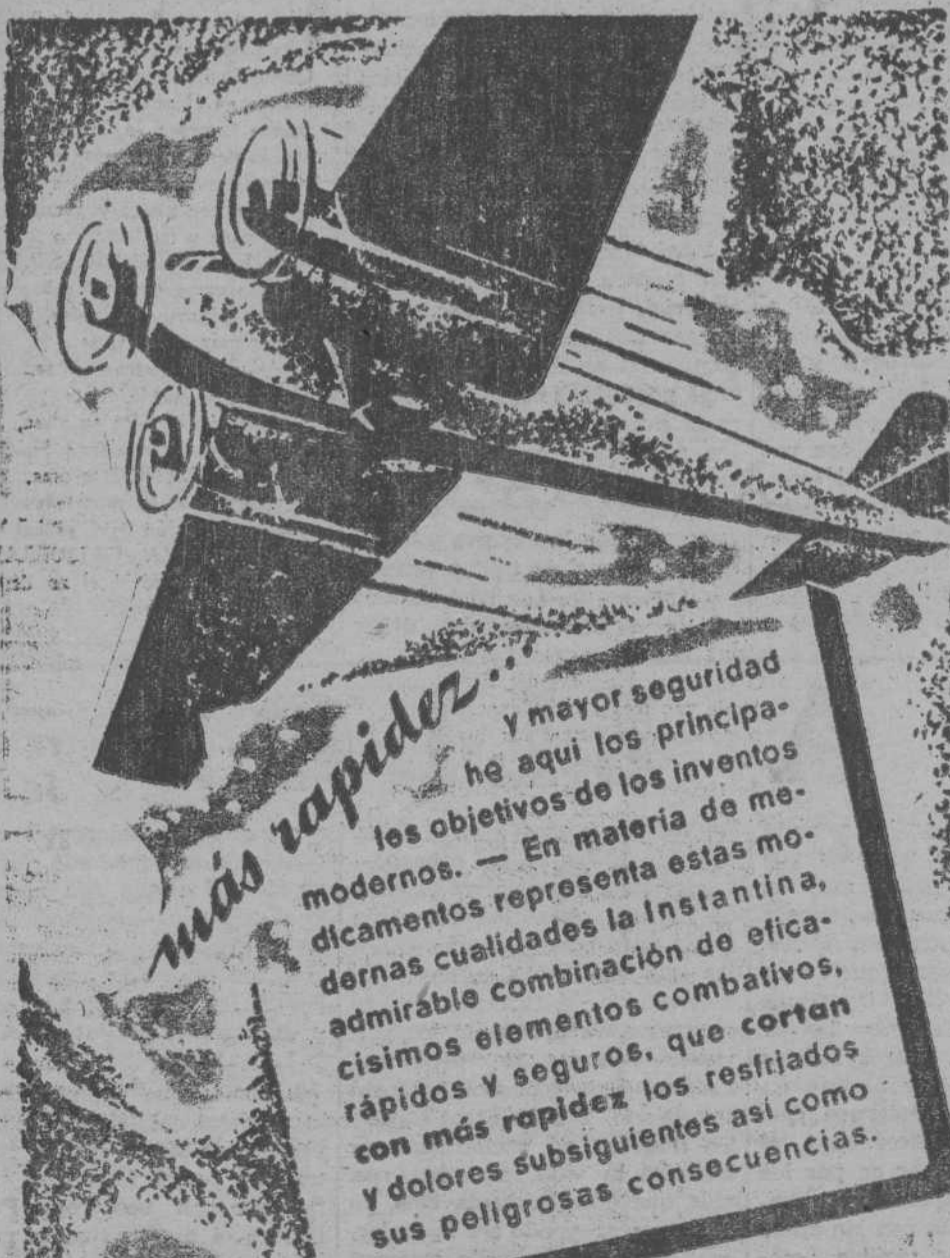 más rapidez...
y mayor seguridad
he aqui los principa-
les objetivos de los inventos
modernos. — En materia de me-
dicamentos representa estas mo-
dernas cualidades la Instantina,
admirable combinación de efica-
císimos elementos combativos,
rápidos y seguros, que cortan
con más rapidez los resfriados
y dolores subsiguientes así como
sus peligrosas consecuencias.